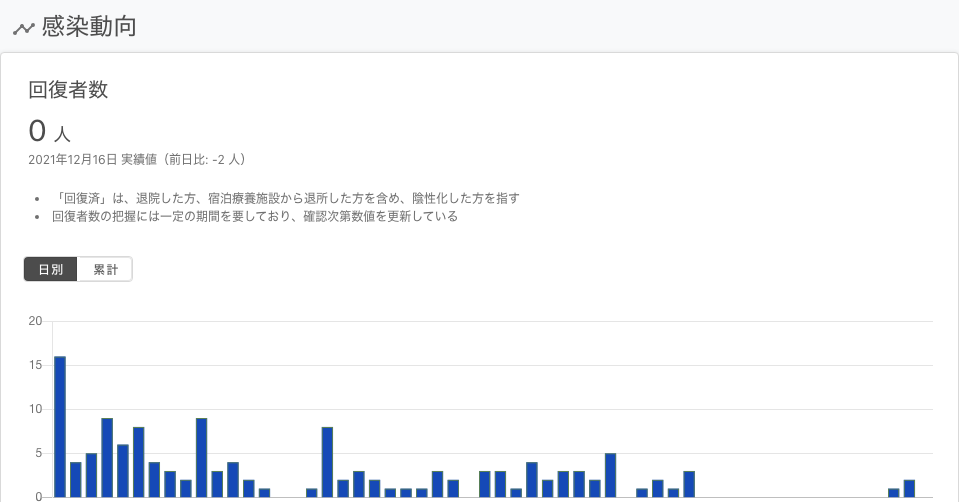 感染動向
回復者数
0 人
2021年12月16日 実績値（前日比: -2 人）
• 「回復済」は、退院した方、宿泊療養施設から退所した方を含め、陰性化した方を指す
• 回復者数の把握には一定の期間を要しており、確認次第数値を更新している
日別 累計
20
15
10
5
0